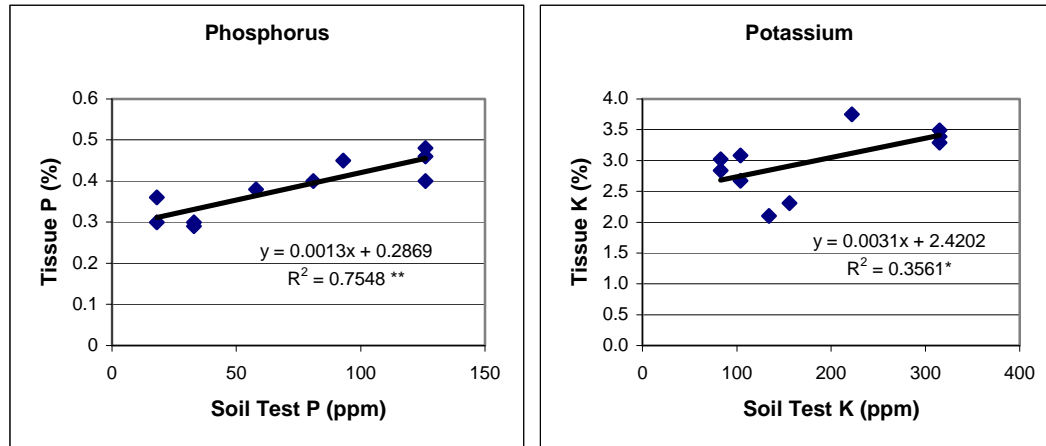 Phosphorus
0.6
0.5
0.4
0.3
0.2
0.1
0
Tissue P (%)
y = 0.0013x + 0.2869
R² = 0.7548 **
0 50 100 150
Soil Test P (ppm)
Potassium
4.0
3.5
3.0
2.5
2.0
1.5
1.0
0.5
0.0
Tissue K (%)
y = 0.0031x + 2.4202
R² = 0.3561*
0 100 200 300 400
Soil Test K (ppm)